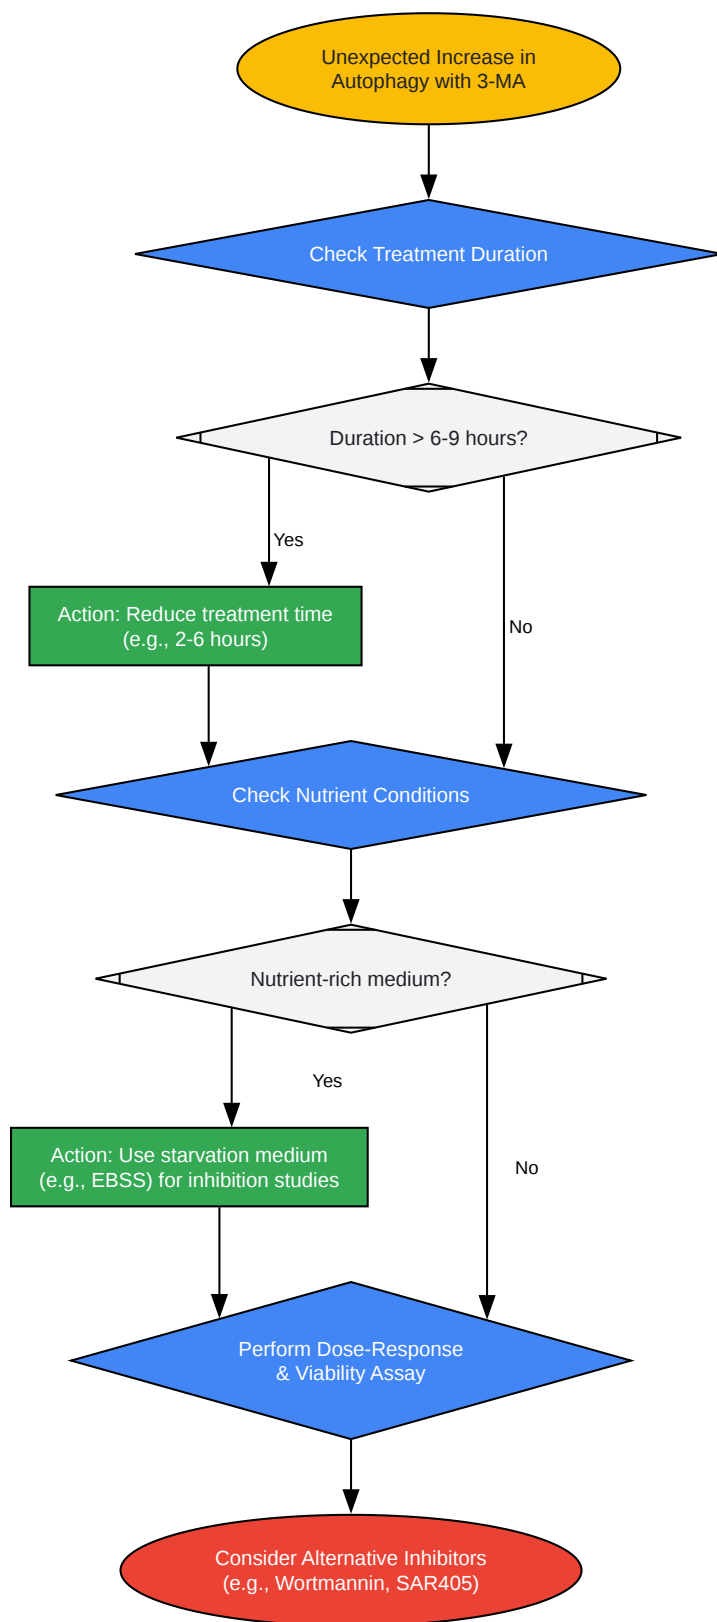 Unexpected Increase in
Autophagy with 3-MA
Check Treatment Duration
Duration > 6-9 hours?
Yes
Action: Reduce treatment time
(e.g., 2-6 hours)
No
Check Nutrient Conditions
Nutrient-rich medium?
Yes
Action: Use starvation medium
(e.g., EBSS) for inhibition studies
No
Perform Dose-Response
& Viability Assay
Consider Alternative Inhibitors
(e.g., Wortmannin, SAR405)